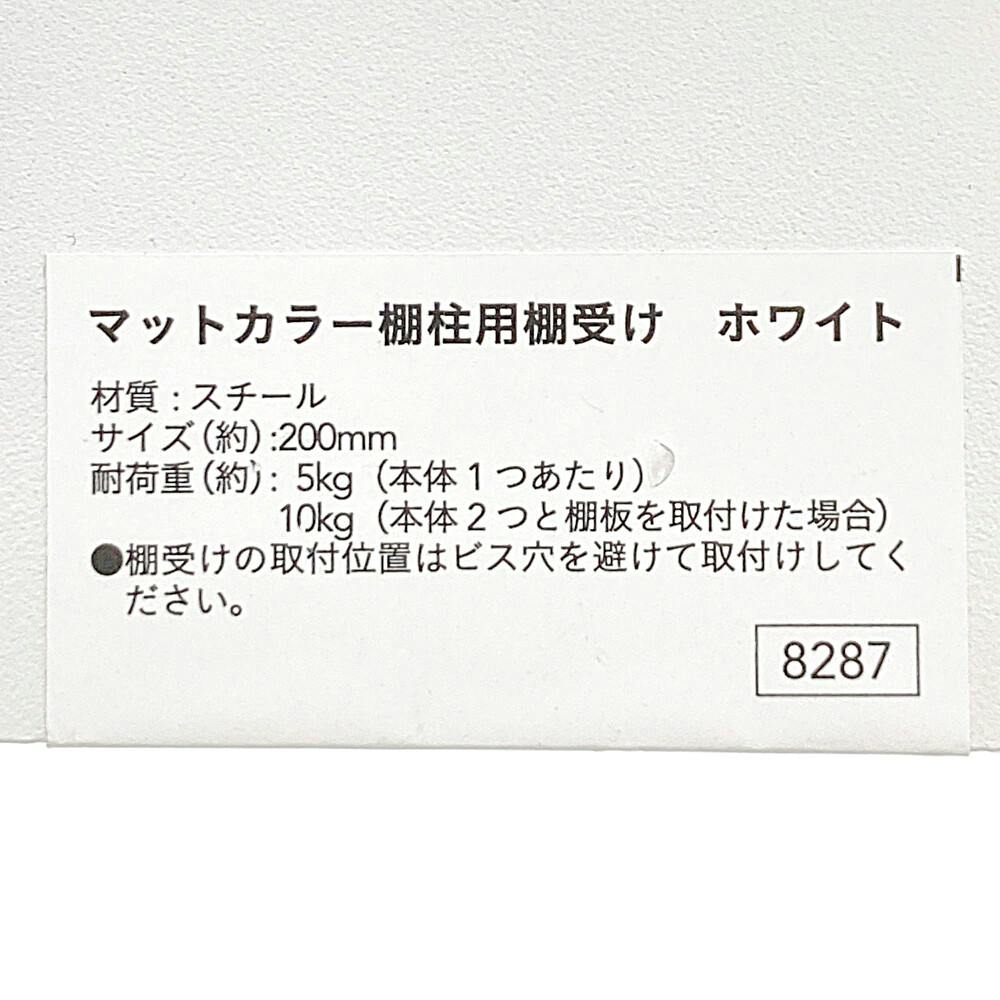 マットカラー棚柱用棚受け　ホワイト
材質：スチール
サイズ（約）:200mm
耐荷重（約）: 5kg（本体1つあたり）
10kg（本体2つと棚板を取付けた場合）
●棚受けの取付位置はビス穴を避けて取付けしてく
ださい。
8287